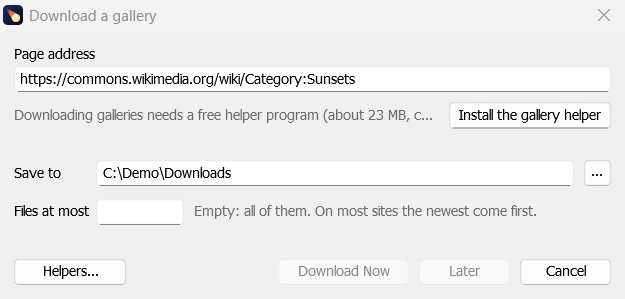 Download a gallery
Page address
https://commons.wikimedia.org/wiki/Category:Sunsets
Downloading galleries needs a free helper program (about 23 MB, c...
Install the gallery helper
Save to
C:\Demo\Downloads
...
Files at most
Empty: all of them. On most sites the newest come first.
Helpers...
Download Now
Later
Cancel